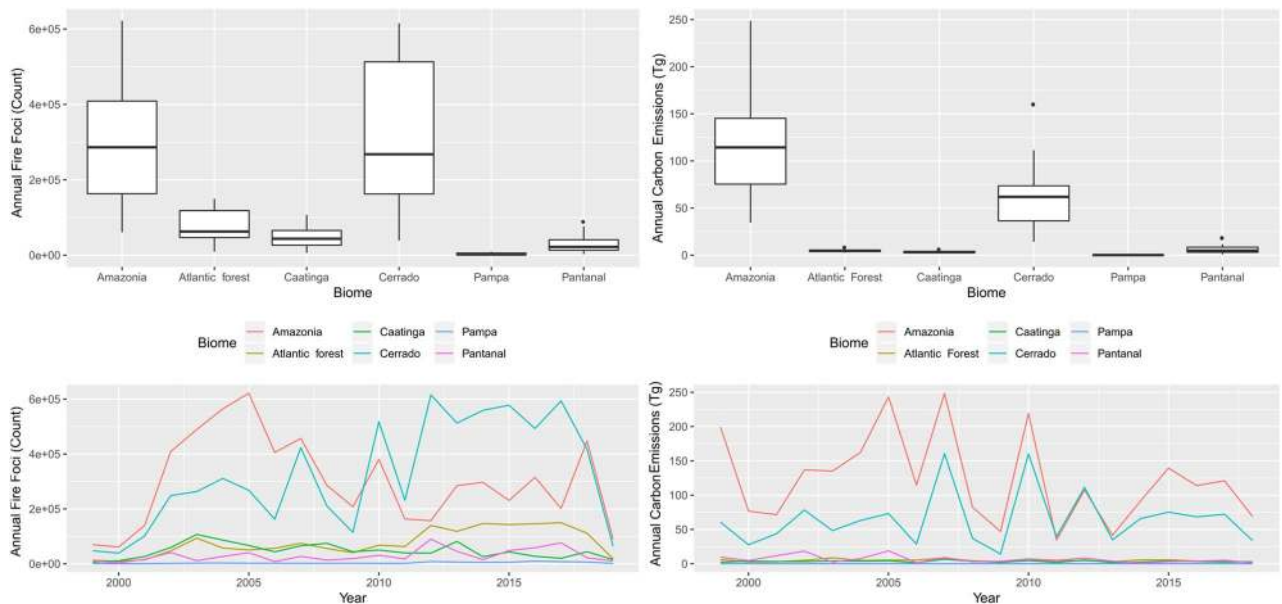 Annual Fire Foci (Count)
6e+05
4e+05
2e+05
0e+00
Amazonia Atlantic forest Caatinga Cerrado Pampa Pantanal
Biome
Annual Carbon Emissions (Tg)
250
200
150
100
50
0
Amazonia Atlantic Forest Caatinga Cerrado Pampa Pantanal
Biome
Biome
Amazonia Caatinga Pampa
Atlantic forest Cerrado Pantanal
Annual Fire Foci (Count)
6e+05
4e+05
2e+05
0e+00
2000 2005 2010 2015
Year
Biome
Amazonia Caatinga Pampa
Atlantic Forest Cerrado Pantanal
Annual Carbon Emissions (Tg)
250
200
150
100
50
0
2000 2005 2010 2015
Year